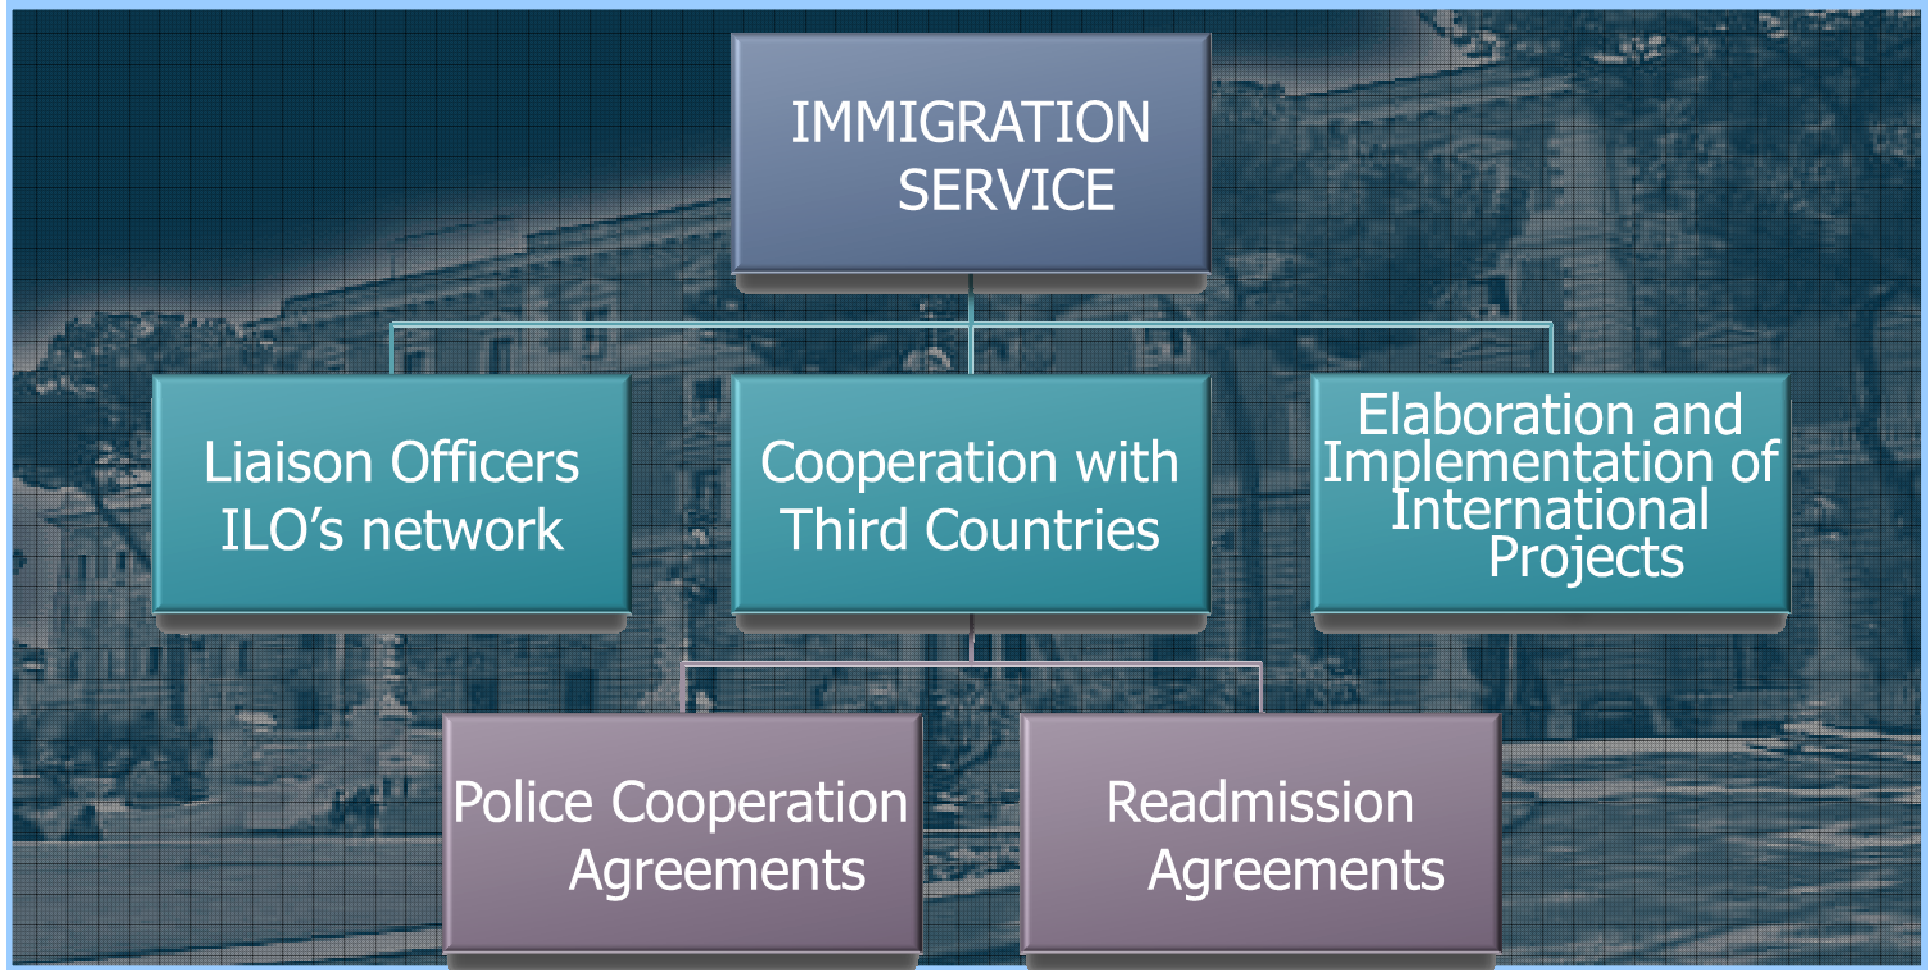 IMMIGRATION
SERVICE
Liaison Officers
ILO’s network
Cooperation with
Third Countries
Elaboration and
Implementation of
International
Projects
Police Cooperation
Agreements
Readmission
Agreements